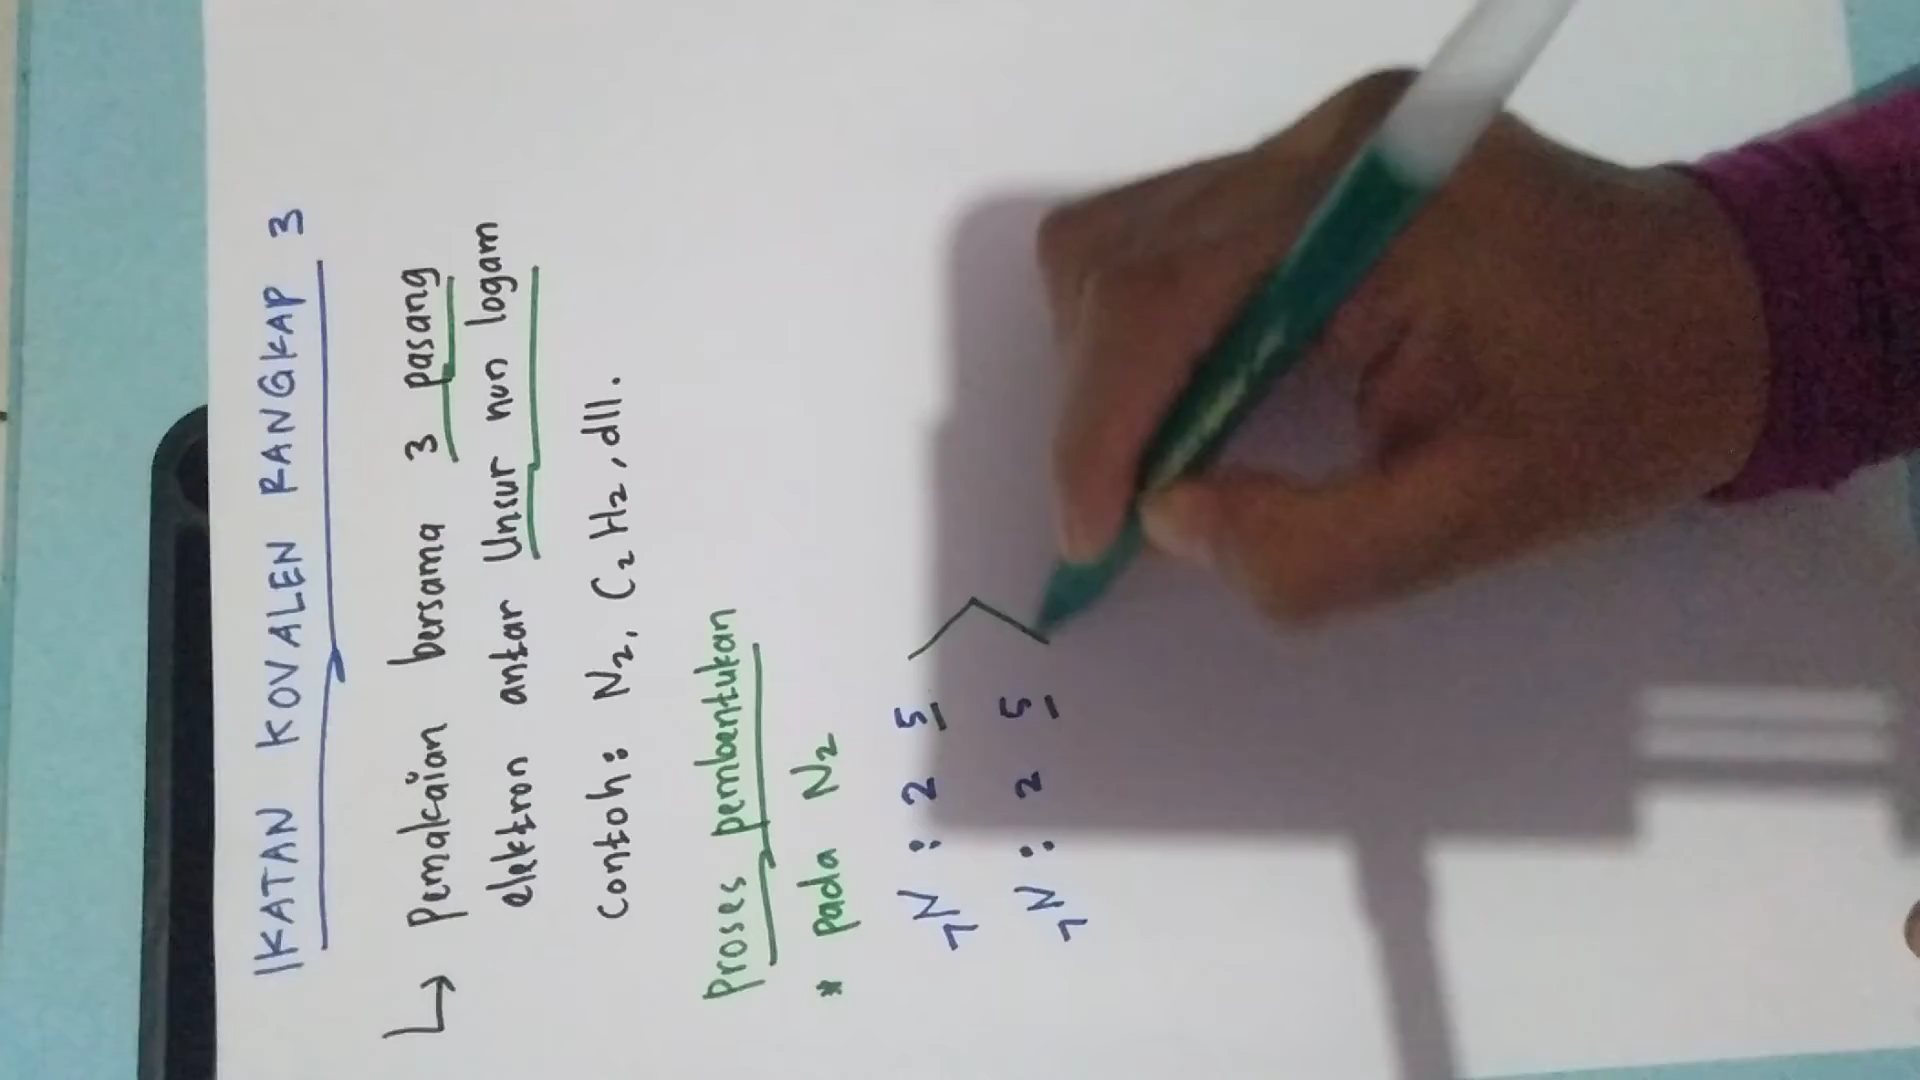 IKATAN KOVALEN RANGKAP 3
↳ Pemakaian bersama 3 pasang
elektron antar Unsur non logam
Contoh: N₂, C₂H₂, dll.
Proses pembentukan
* pada N₂
₇N : 2 5
₇N : 2 5